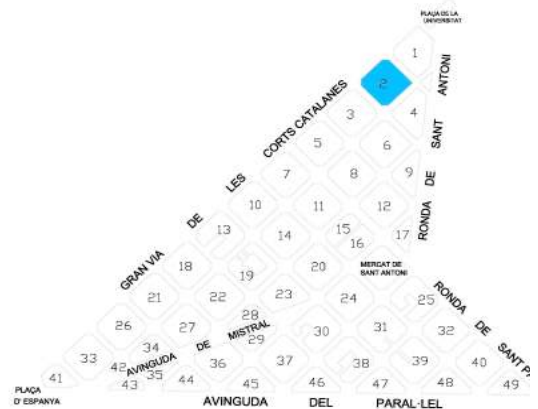 PLAÇA DE LA
UNIVERSITAT
1
ANTONI
2
CORTS CATALANES
3
4
SANT
5
6
LES
7
8
9
DE
10
11
12
DE
RONDA
13
14
15
16
17
GRAN VIA
MERCAT DE
SANT ANTONI
18
19
20
21
22
23
24
25
RONDA
26
27
28
MISTRAL
DE
AVINGUDA
29
30
31
32
DE
SANT P
33
34
35
36
37
38
39
40
41
42
43
44
45
46
47
48
49
PLAÇA
D' ESPANYA
AVINGUDA DEL PARAL·LEL